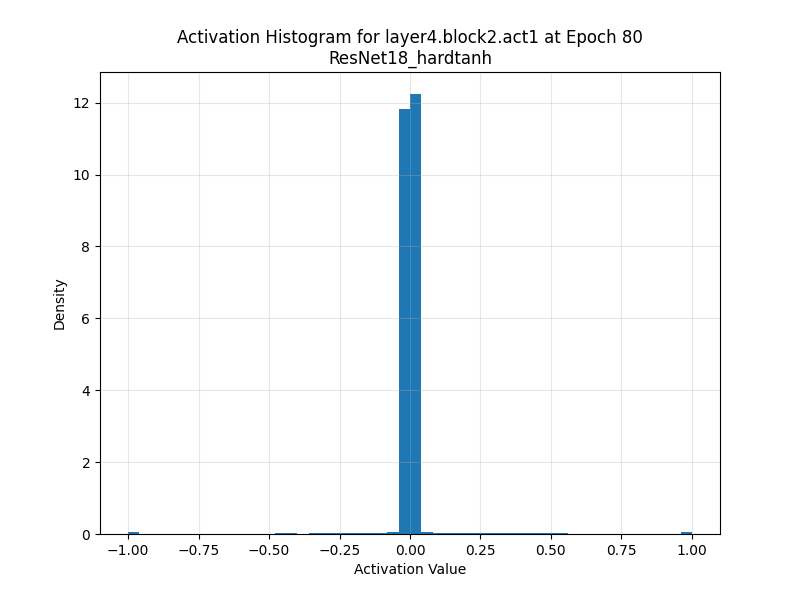 Activation Histogram for layer4.block2.act1 at Epoch 80
ResNet18_hardtanh
Density
12
10
8
6
4
2
0
−1.00 −0.75 −0.50 −0.25 0.00 0.25 0.50 0.75 1.00
Activation Value